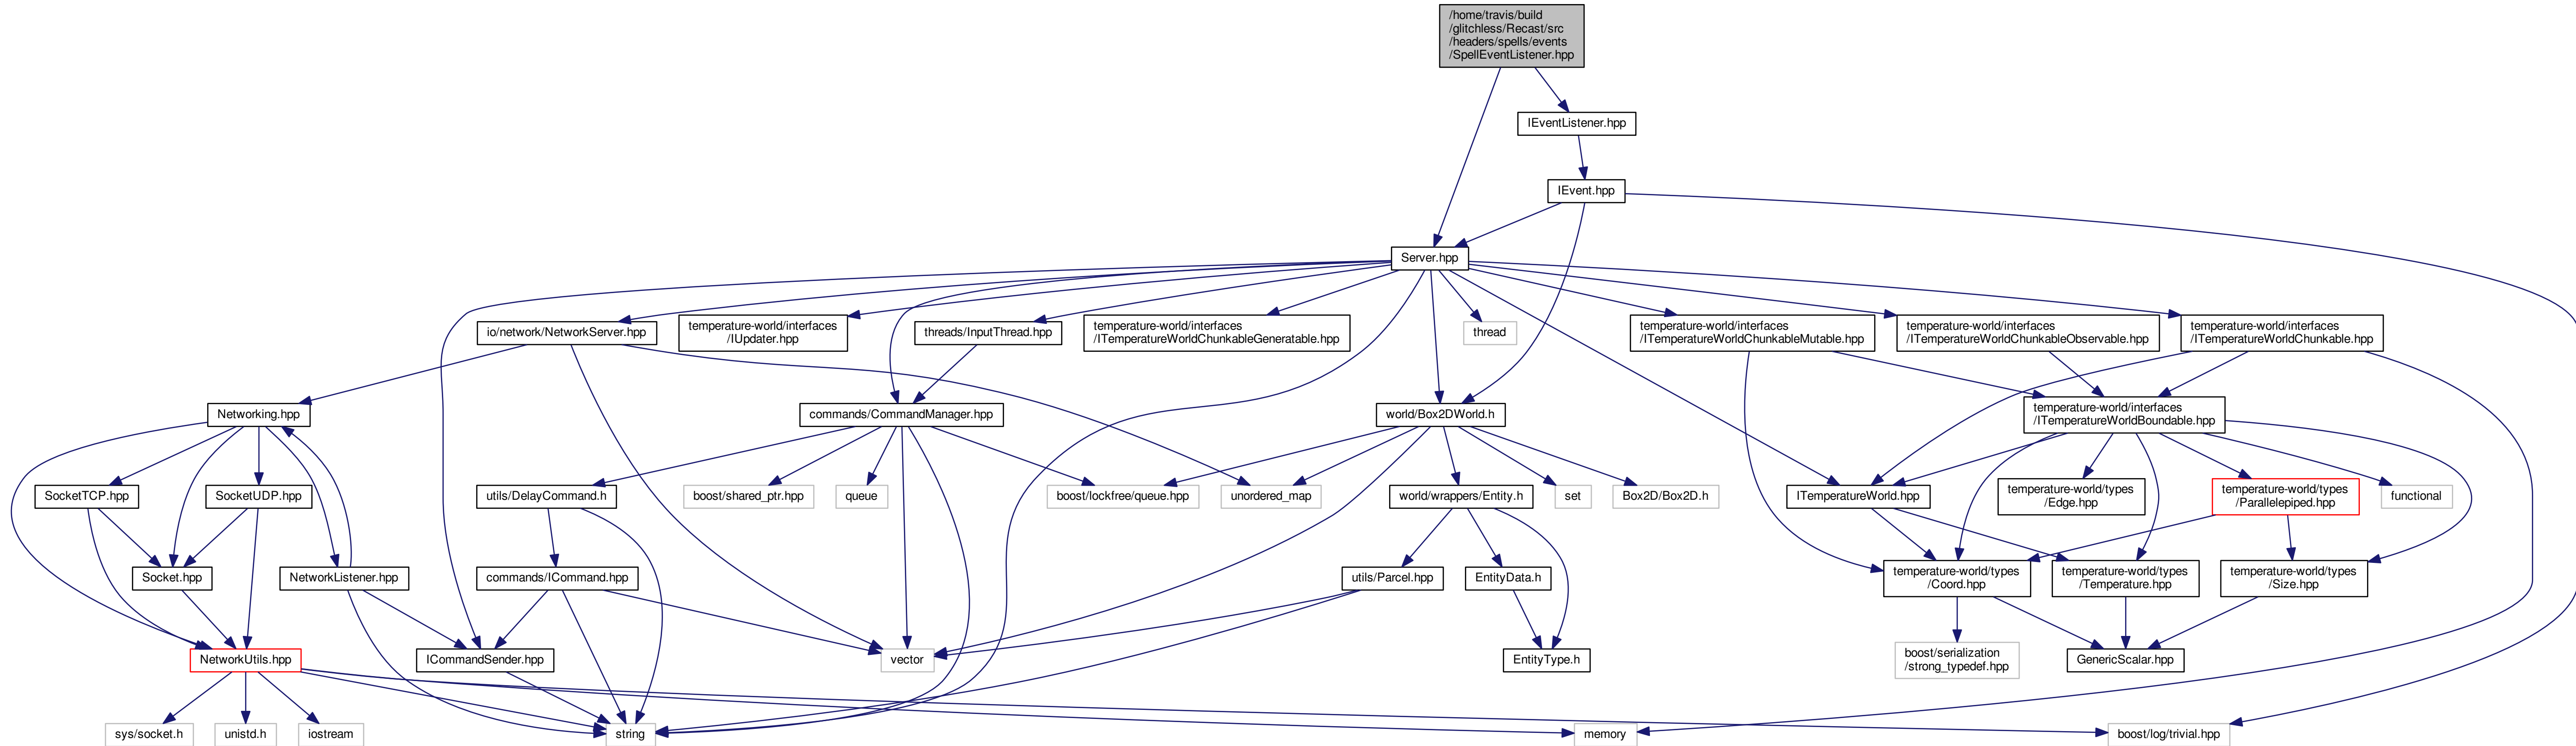 /home/travis/build
/glitchless/Recast/src
/headers/spells/events
/SpellEventListener.hpp
IEventListener.hpp
IEvent.hpp
Server.hpp
io/network/NetworkServer.hpp
temperature-world/interfaces
/IUpdater.hpp
threads/InputThread.hpp
temperature-world/interfaces
/ITemperatureWorldChunkableGeneratable.hpp
thread
temperature-world/interfaces
/ITemperatureWorldChunkableMutable.hpp
temperature-world/interfaces
/ITemperatureWorldChunkableObservable.hpp
temperature-world/interfaces
/ITemperatureWorldChunkable.hpp
Networking.hpp
commands/CommandManager.hpp
world/Box2DWorld.h
temperature-world/interfaces
/ITemperatureWorldBoundable.hpp
SocketTCP.hpp
SocketUDP.hpp
utils/DelayCommand.h
boost/shared_ptr.hpp
queue
boost/lockfree/queue.hpp
unordered_map
world/wrappers/Entity.h
set
Box2D/Box2D.h
ITemperatureWorld.hpp
temperature-world/types
/Edge.hpp
temperature-world/types
/Parallelepiped.hpp
functional
Socket.hpp
NetworkListener.hpp
commands/ICommand.hpp
utils/Parcel.hpp
EntityData.h
temperature-world/types
/Coord.hpp
temperature-world/types
/Temperature.hpp
temperature-world/types
/Size.hpp
NetworkUtils.hpp
ICommandSender.hpp
vector
EntityType.h
boost/serialization
/strong_typedef.hpp
GenericScalar.hpp
sys/socket.h
unistd.h
iostream
string
memory
boost/log/trivial.hpp